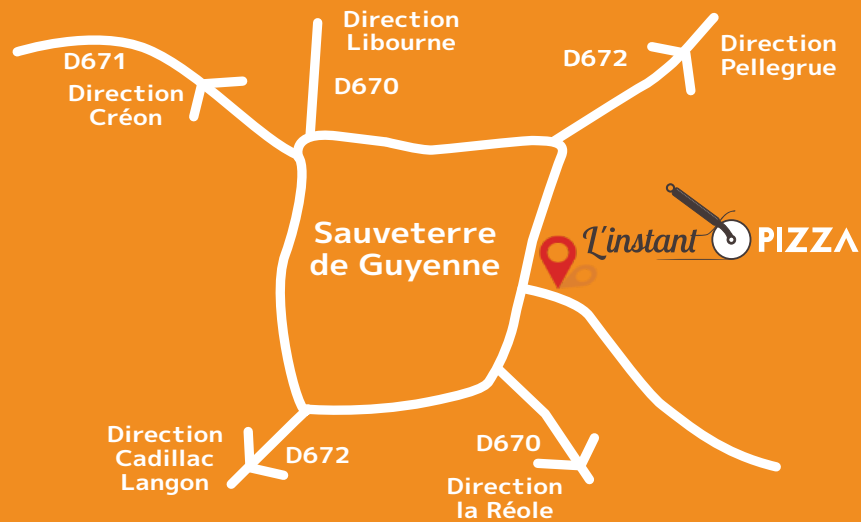 Direction
Libourne
D671
D670
D672
Direction
Pellegrue
Direction
Créon
Sauveterre
de Guyenne
L'instant PIZZA
Direction
Cadillac
Langon
D672
D670
Direction
la Réole